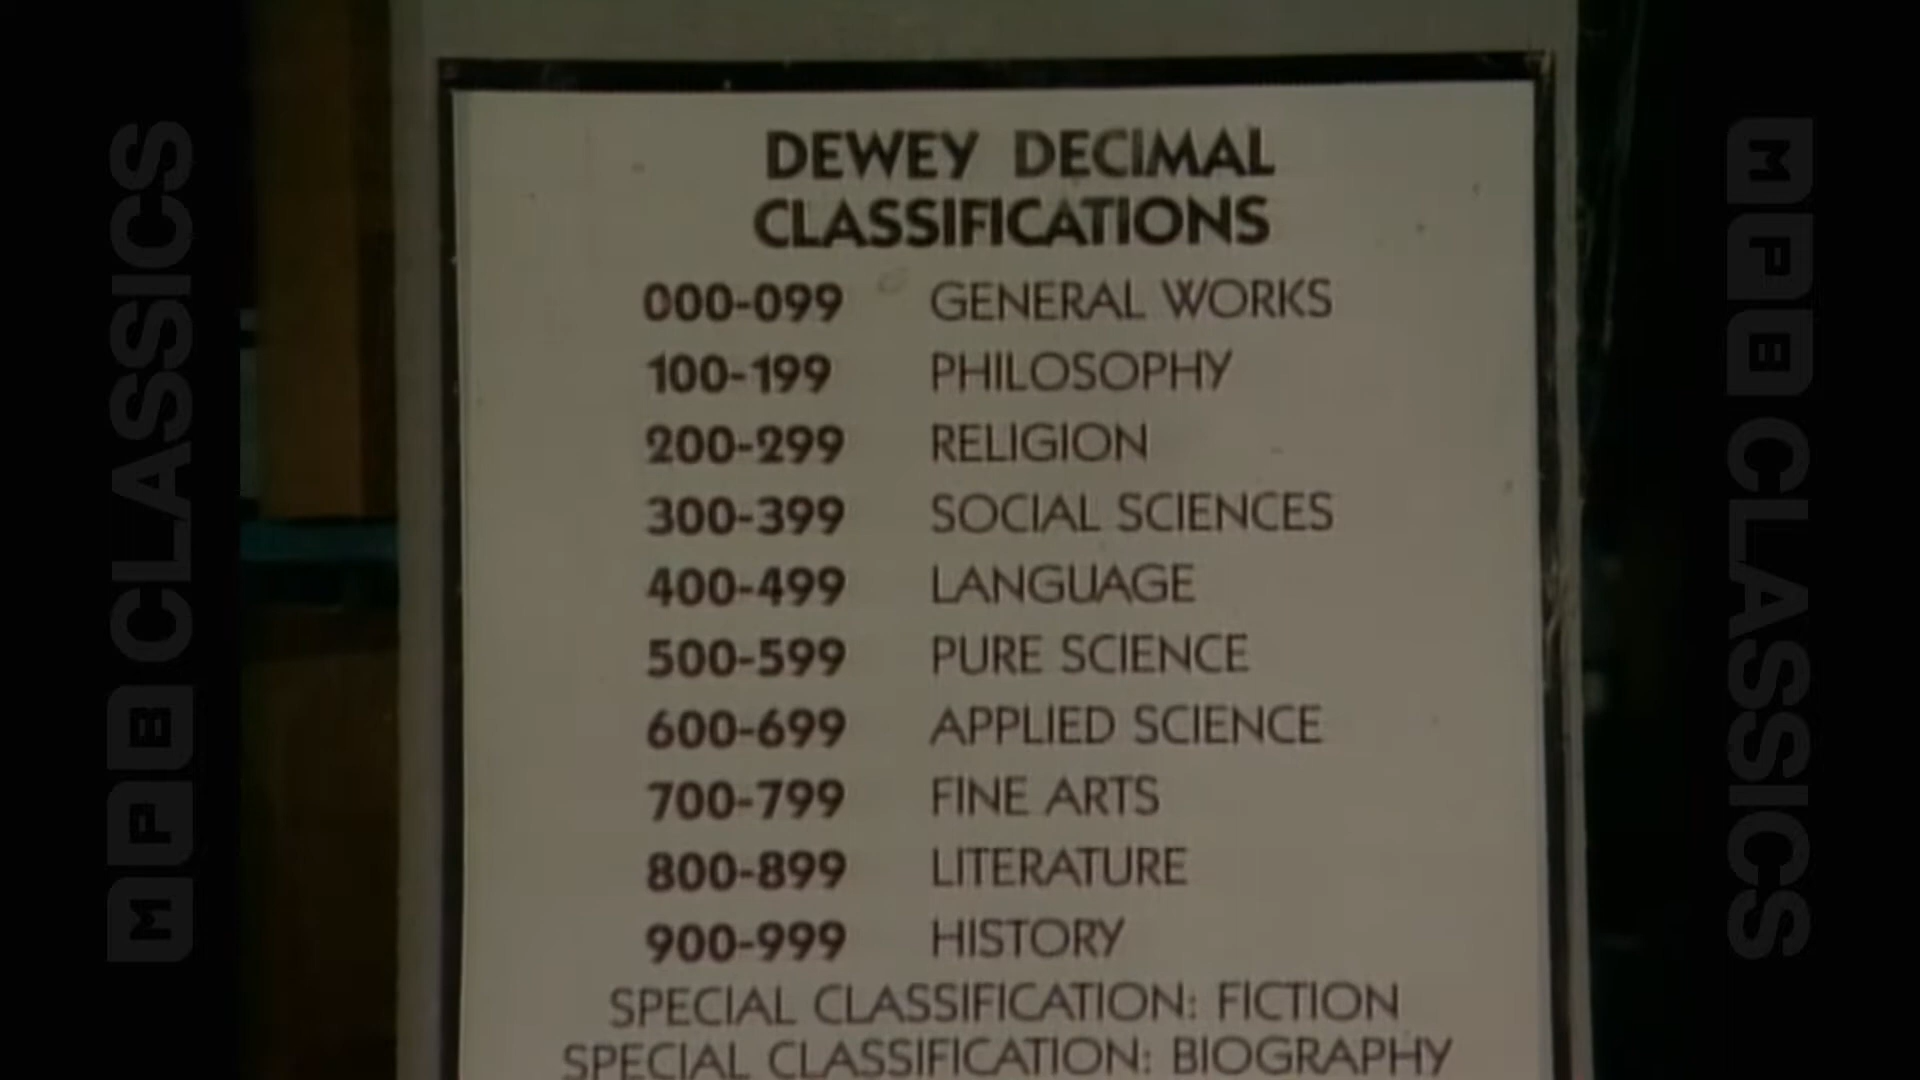 DEWEY DECIMAL
CLASSIFICATIONS
000-099 GENERAL WORKS
100-199 PHILOSOPHY
200-299 RELIGION
300-399 SOCIAL SCIENCES
400-499 LANGUAGE
500-599 PURE SCIENCE
600-699 APPLIED SCIENCE
700-799 FINE ARTS
800-899 LITERATURE
900-999 HISTORY
SPECIAL CLASSIFICATION: FICTION
SPECIAL CLASSIFICATION: BIOGRAPHY
MPB CLASSICS
MPB CLASSICS